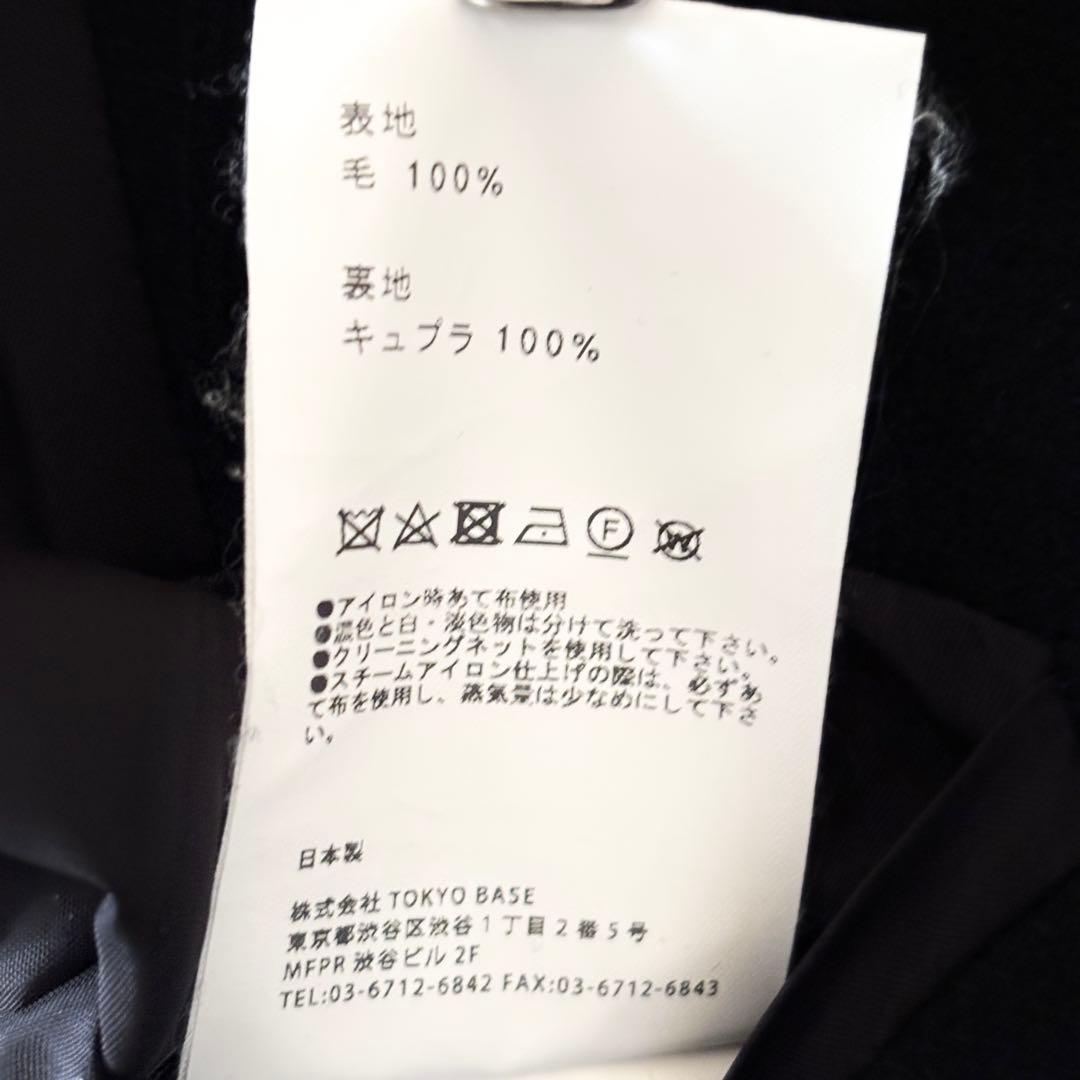 表地
毛 100%
裏地
キュプラ 100%
F
W
●アイロン時あて布使用
●濃色と白・淡色物は分けて洗って下さい。
●クリーニングネットを使用して下さい。
●スチームアイロン仕上げの際は、必ずあ
て布を使用し、蒸気量は少なめにして下さ
い。
日本製
株式会社 TOKYO BASE
東京都渋谷区渋谷1丁目2番5号
MFPR 渋谷ビル 2F
TEL:03-6712-6842 FAX:03-6712-6843